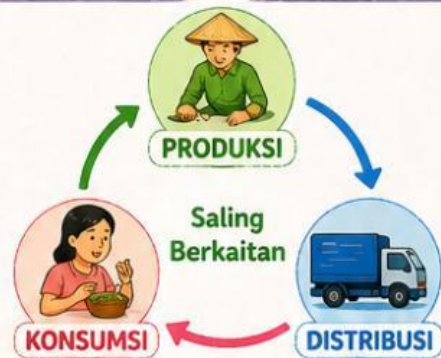 PRODUKSI
Saling
Berkaitan
KONSUMSI
DISTRIBUSI